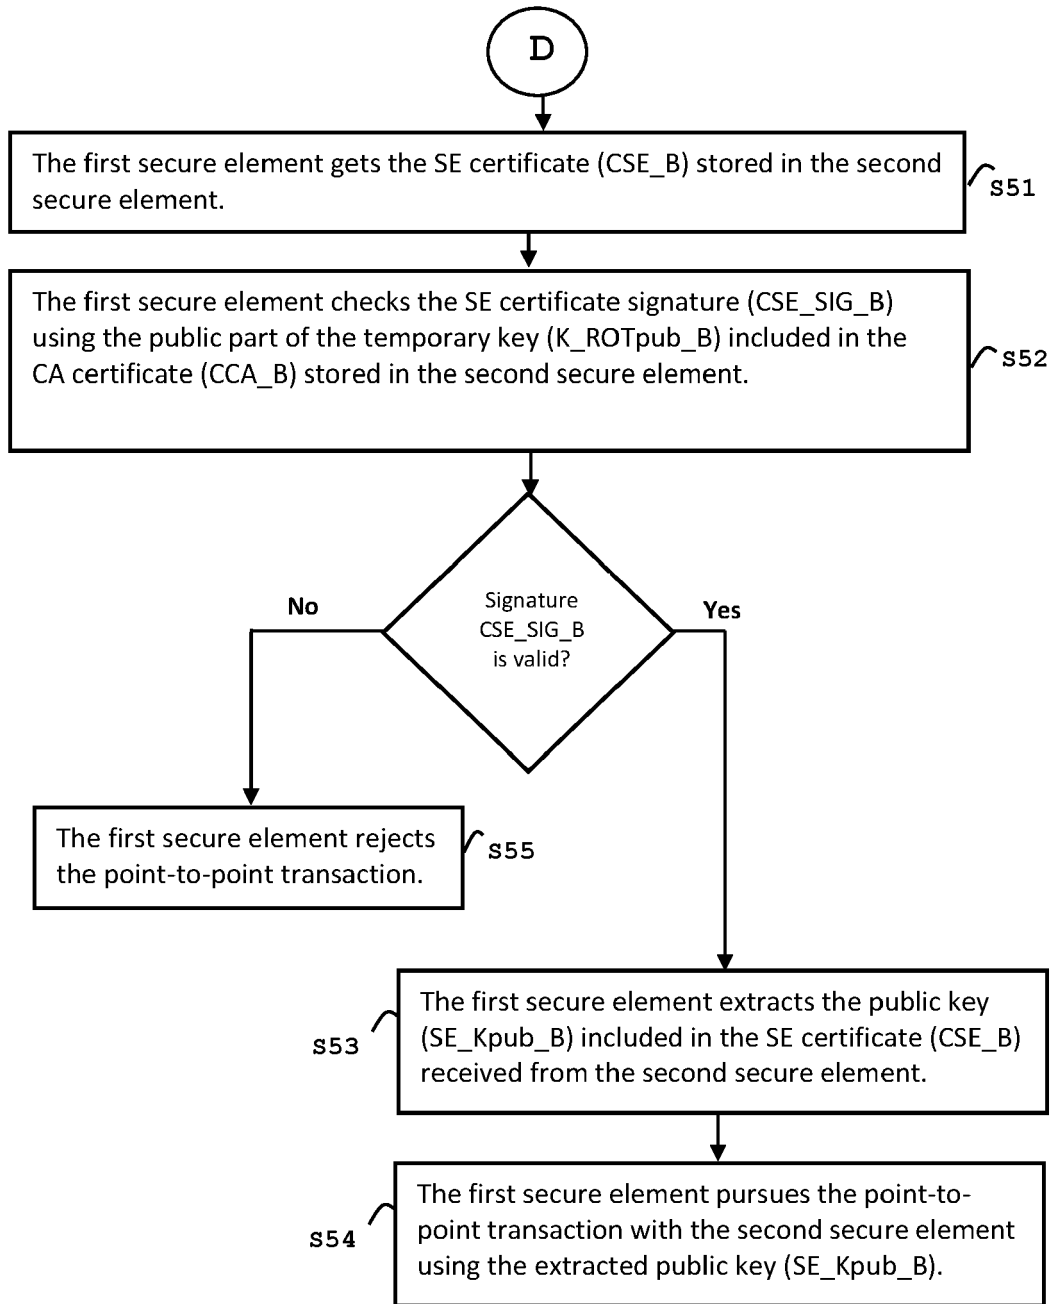 D
The first secure element gets the SE certificate (CSE_B) stored in the second
secure element.
S51
The first secure element checks the SE certificate signature (CSE_SIG_B)
using the public part of the temporary key (K_ROTpub_B) included in the
CA certificate (CCA_B) stored in the second secure element.
S52
Signature
CSE_SIG_B
is valid?
No
Yes
The first secure element rejects
the point-to-point transaction.
S55
The first secure element extracts the public key
(SE_Kpub_B) included in the SE certificate (CSE_B)
received from the second secure element.
S53
The first secure element pursues the point-to-
point transaction with the second secure element
using the extracted public key (SE_Kpub_B).
S54